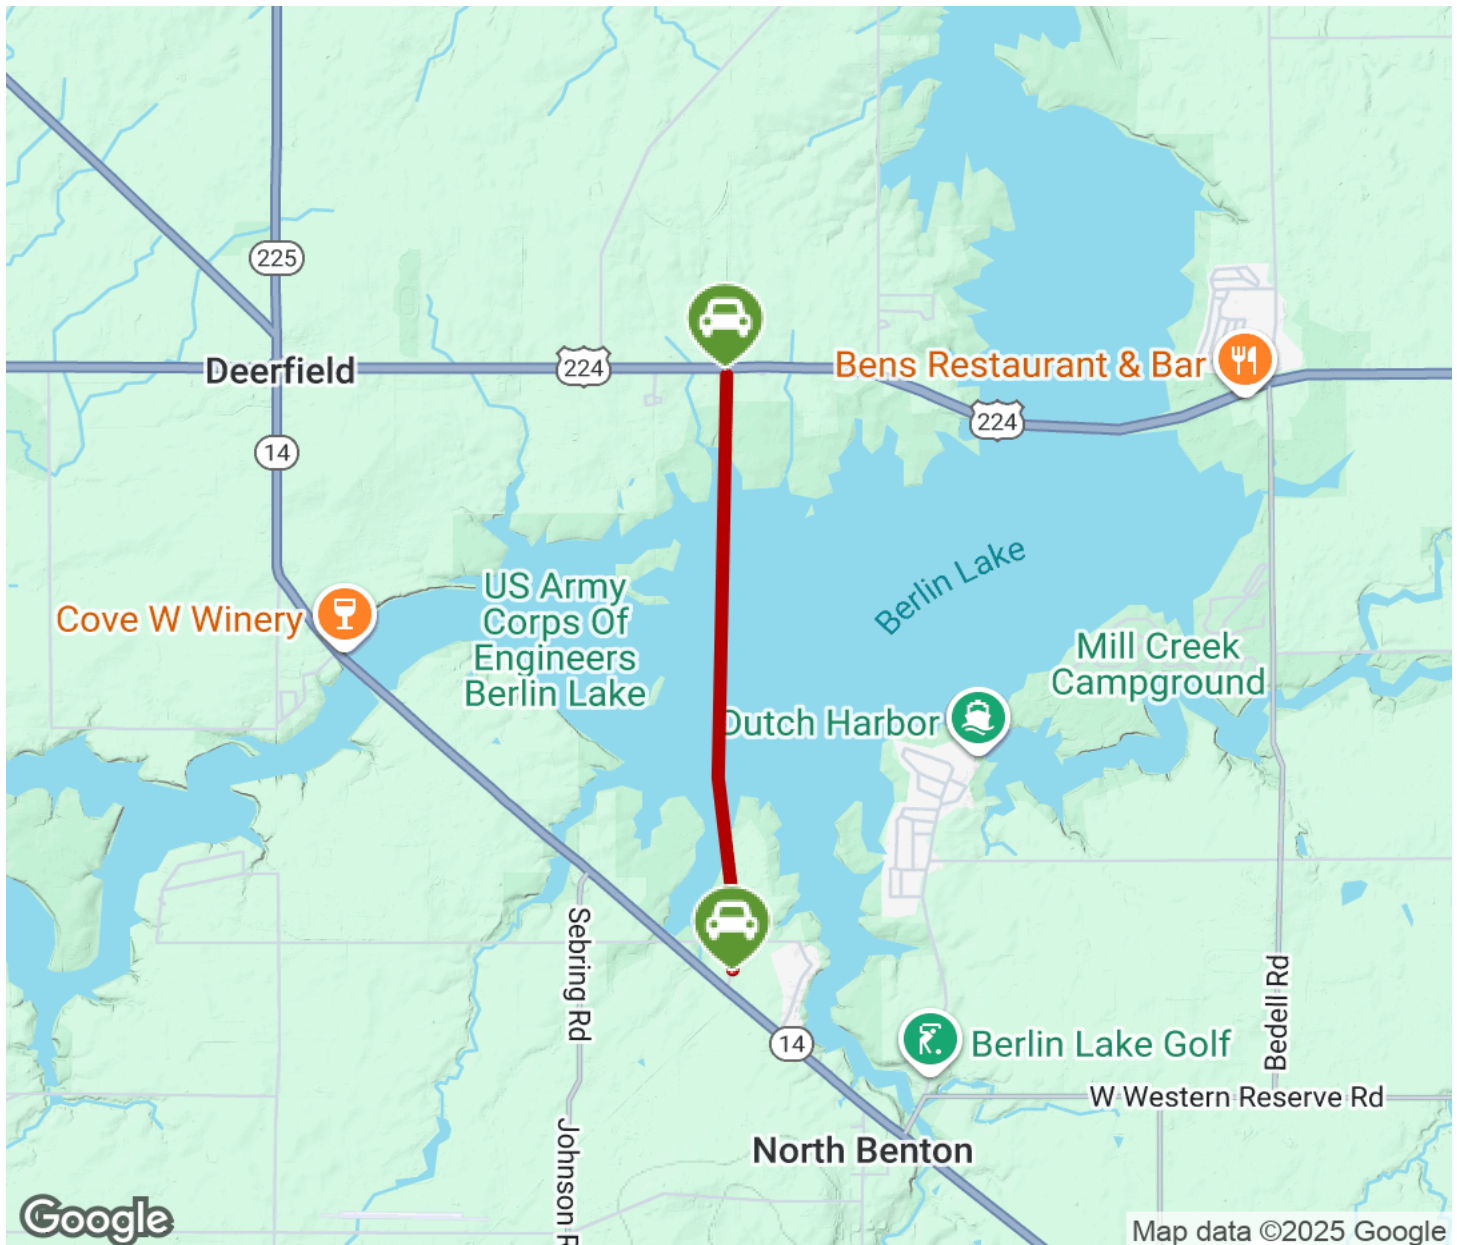 225
Deerfield
224
Bens Restaurant & Bar
224
14
Berlin Lake
US Army
Corps Of
Engineers
Berlin Lake
Cove W Winery
Mill Creek
Campground
Dutch Harbor
Sebring Rd
14
Berlin Lake Golf
Bedell Rd
W Western Reserve Rd
North Benton
Johnson R
Google
Map data ©2025 Google